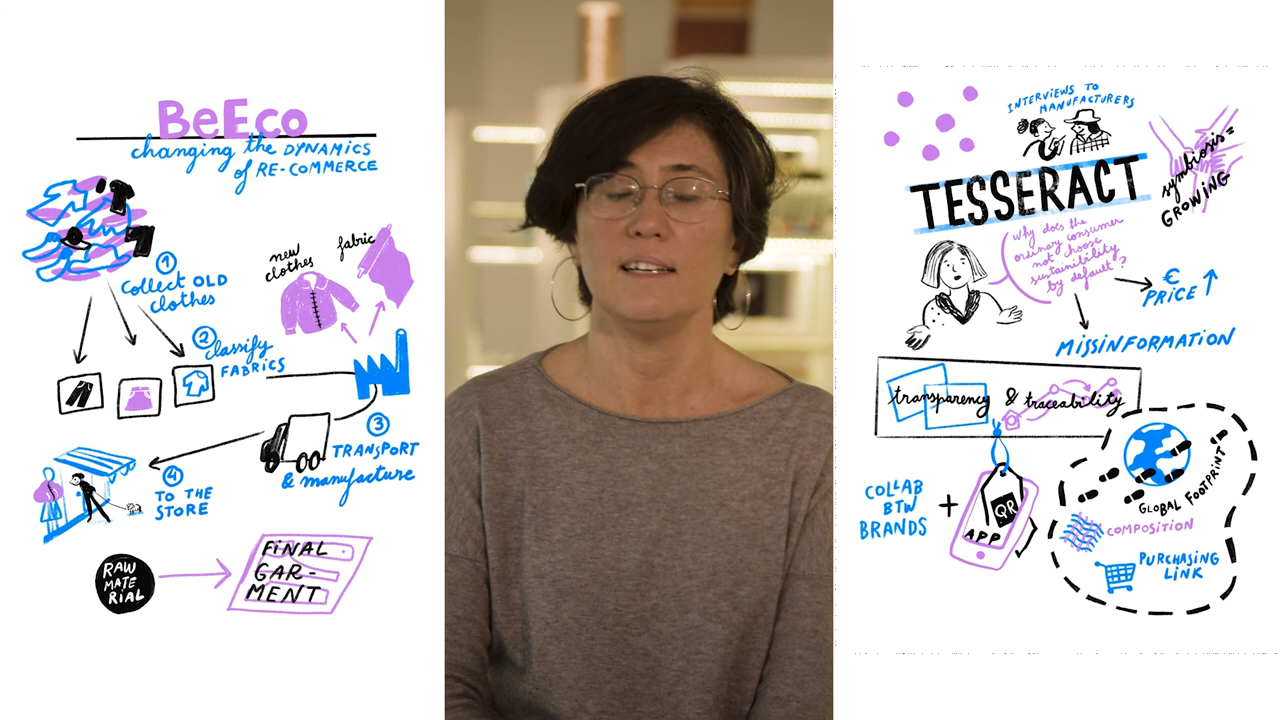 BeEco
changing the DYNAMICS
of RE-COMMERCE
1
Collect OLD
clothes
new
clothes
fabric
2
Classify
FABRICS
3
TRANSPORT
& manufacture
4
TO THE
STORE
RAW
MATE
RIAL
FiNAL
GAR-
MENT
INTERVIEWS TO
MANUFACTURERS
TESSERACT
symbiosis=
GROWING
why does the
ordinary consumer
not choose
sustainibility
by default?
€
PRICE ↑
MISSINFORMATION
transparency & traceability
COLLAB
BTW
BRANDS
+
QR
APP
GLOBAL FOOTPRINT
COMPOSITION
PURCHASING
LINK